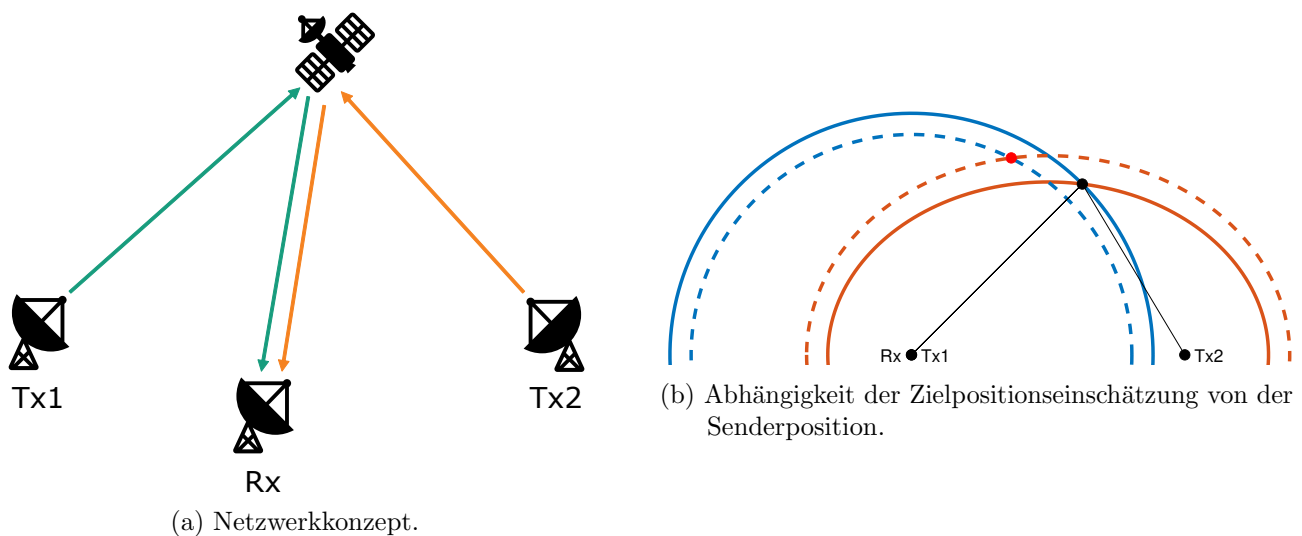 Tx1
Tx2
Rx
(a) Netzwerkkonzept.
Rx Tx1 Tx2
(b) Abhängigkeit der Zielpositionseinschätzung von der
Senderposition.